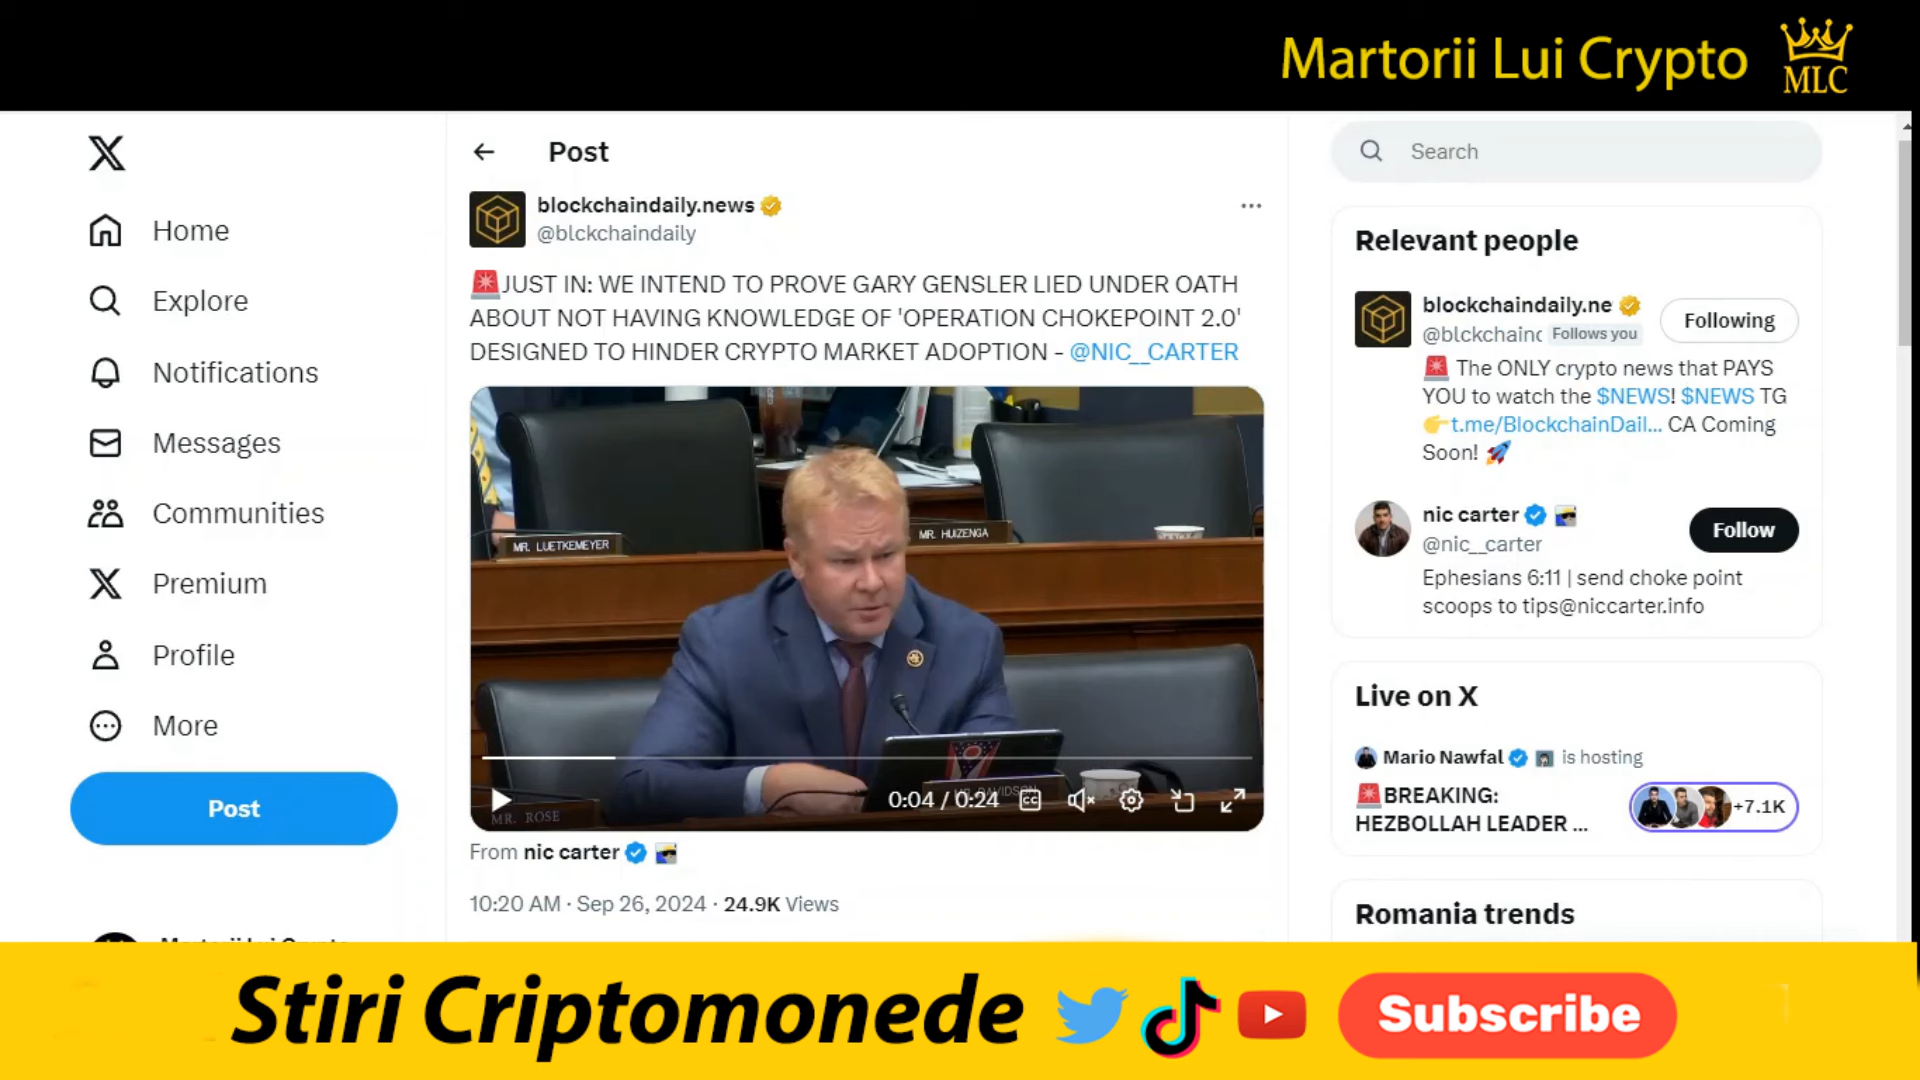 Martorii Lui Crypto
MLC
Home
Explore
Notifications
Messages
Communities
Premium
Profile
More
Post
Post
blockchaindaily.news
@blckchaindaily
JUST IN: WE INTEND TO PROVE GARY GENSLER LIED UNDER OATH
ABOUT NOT HAVING KNOWLEDGE OF 'OPERATION CHOKEPOINT 2.0'
DESIGNED TO HINDER CRYPTO MARKET ADOPTION - @NIC__CARTER
MR. LUETKEMEYER
MR. HUIZENGA
MR. DAVIDSON
MR. ROSE
0:04 / 0:24
CC
From nic carter
10:20 AM · Sep 26, 2024 · 24.9K Views
Search
Relevant people
blockchaindaily.ne
Following
@blckchainc Follows you
The ONLY crypto news that PAYS
YOU to watch the $NEWS! $NEWS TG
t.me/BlockchainDail... CA Coming
Soon!
nic carter
@nic__carter
Follow
Ephesians 6:11 | send choke point
scoops to tips@niccarter.info
Live on X
Mario Nawfal is hosting
BREAKING:
HEZBOLLAH LEADER ...
+7.1K
Romania trends
Stiri Criptomonede
Subscribe